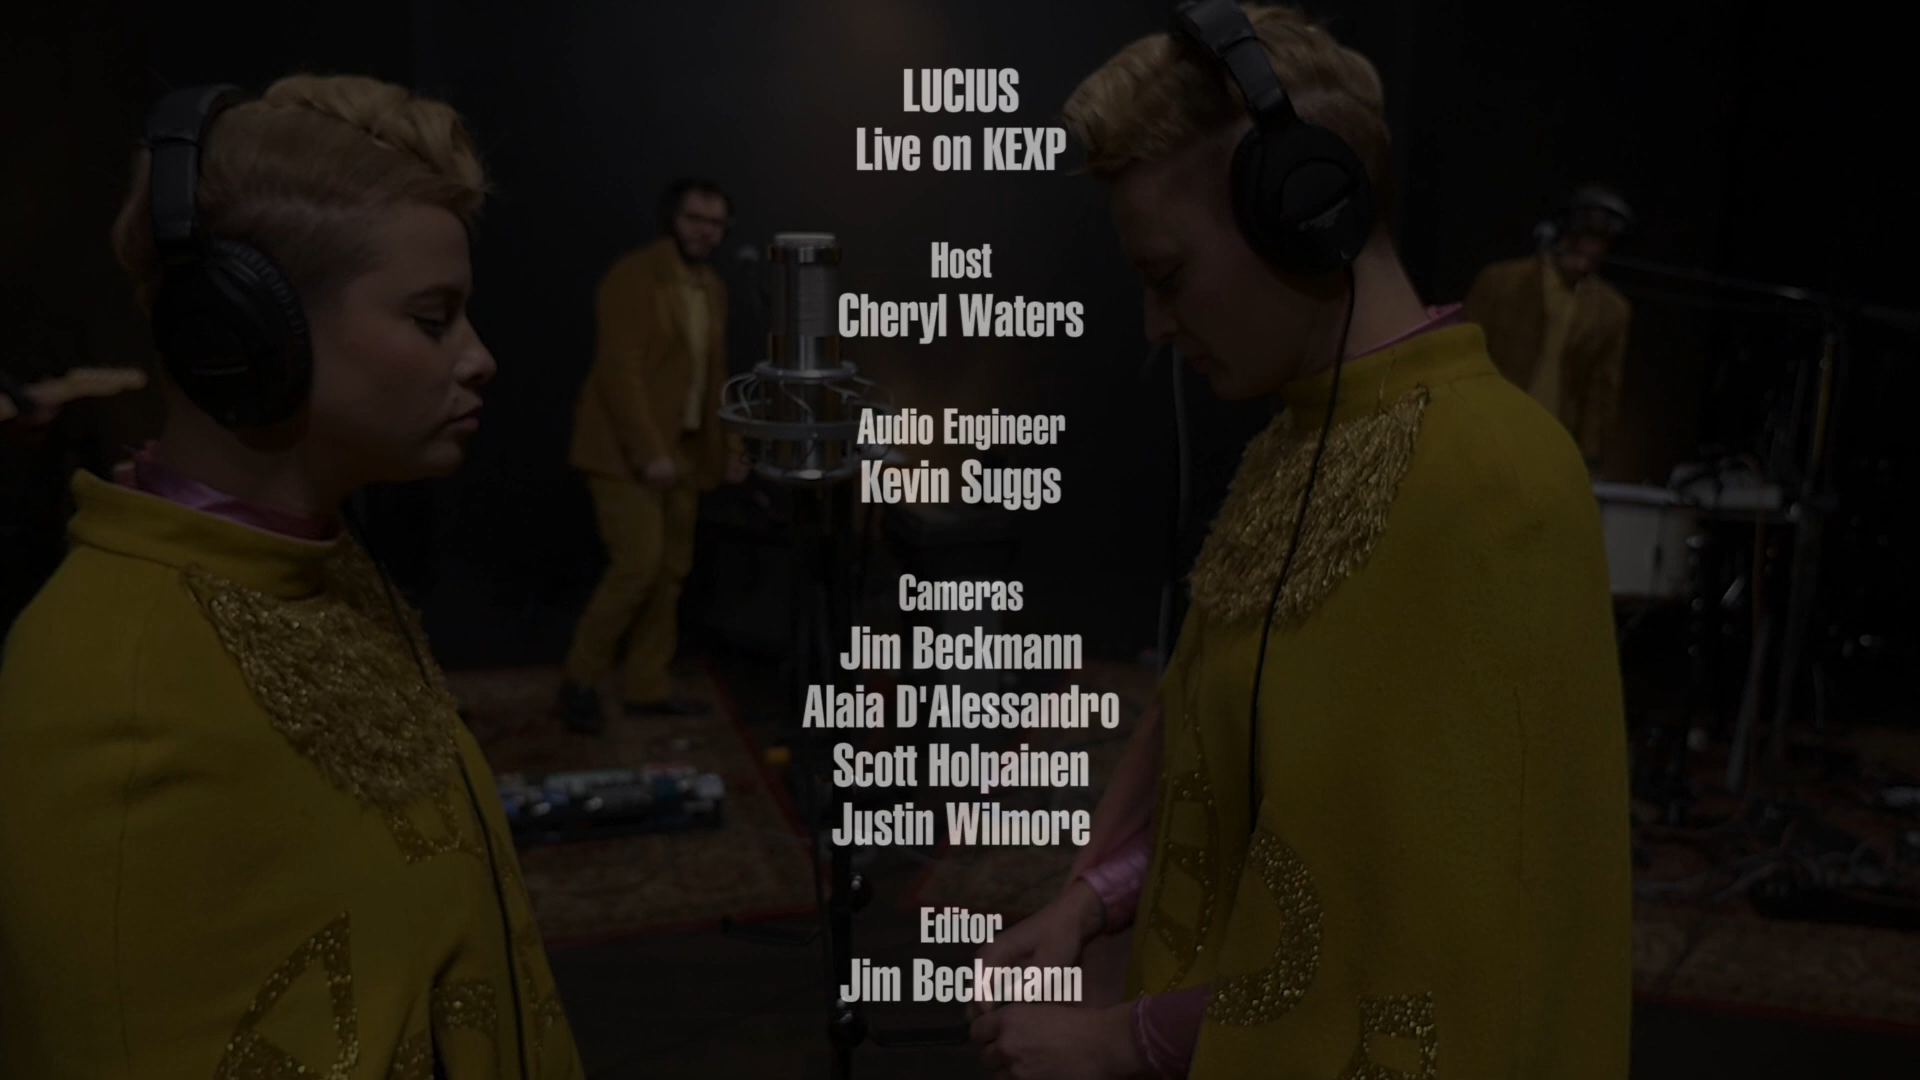 LUCIUS
Live on KEXP
Host
Cheryl Waters
Audio Engineer
Kevin Suggs
Cameras
Jim Beckmann
Alaia D'Alessandro
Scott Holpainen
Justin Wilmore
Editor
Jim Beckmann